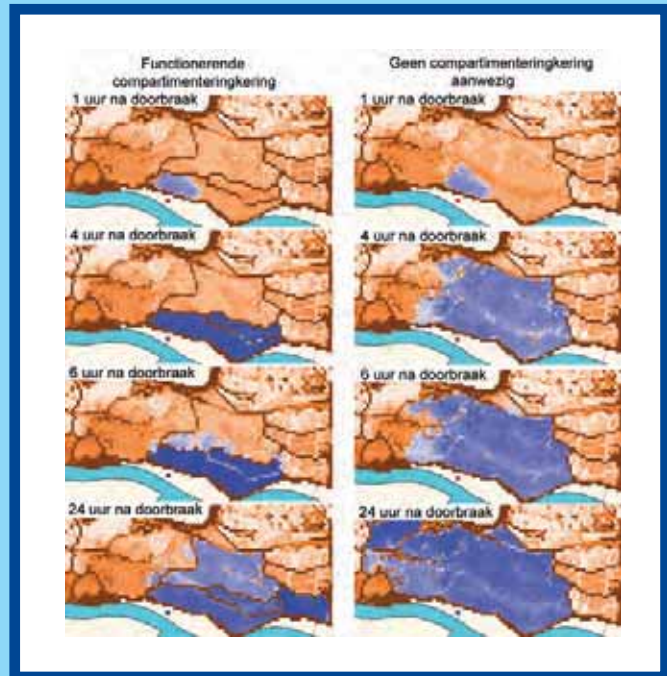 Functionerende
compartimenteringkering
1 uur na doorbraak
4 uur na doorbraak
6 uur na doorbraak
24 uur na doorbraak
Geen compartimenteringkering
aanwezig
1 uur na doorbraak
4 uur na doorbraak
6 uur na doorbraak
24 uur na doorbraak